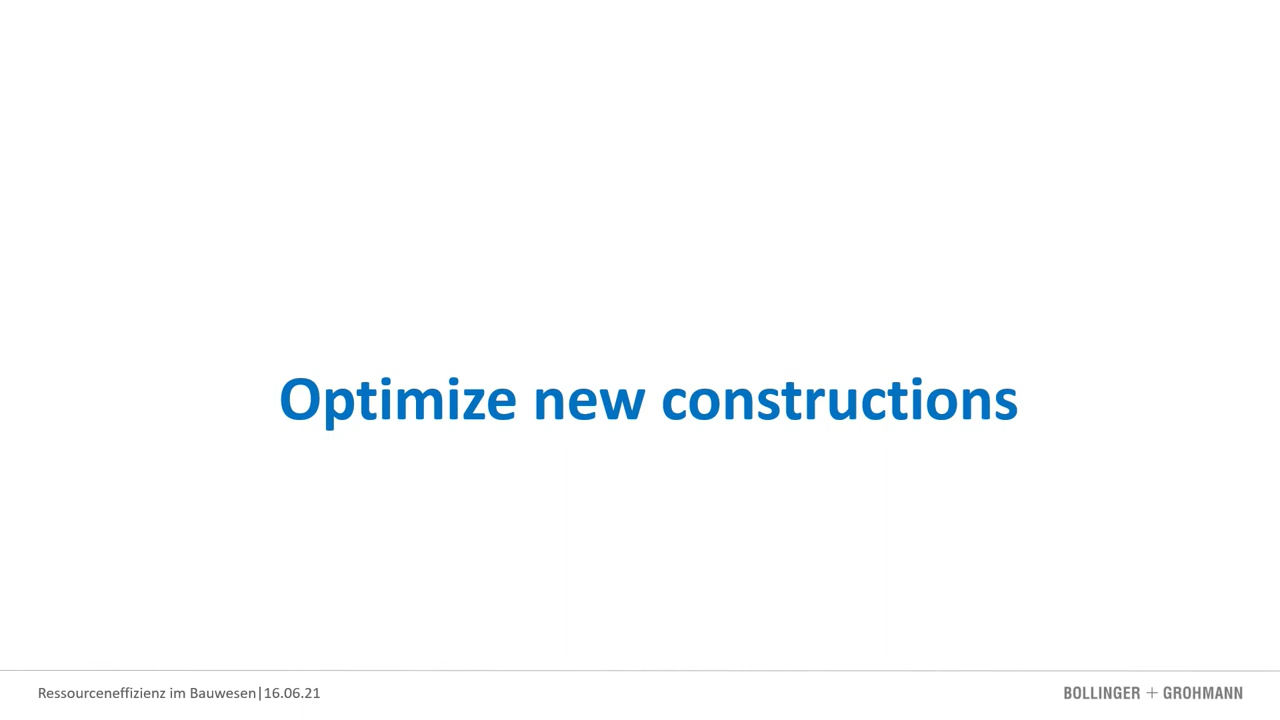 Optimize new constructions
Ressourceneffizienz im Bauwesen|16.06.21
BOLLINGER + GROHMANN